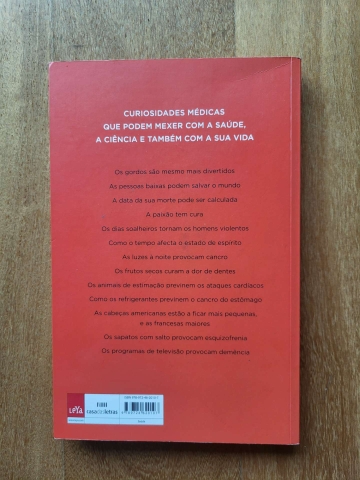 CURIOSIDADES MÉDICAS
QUE PODEM MEXER COM A SAÚDE,
A CIÊNCIA E TAMBÉM COM A SUA VIDA
Os gordos são mesmo mais divertidos
As pessoas baixas podem salvar o mundo
A data da sua morte pode ser calculada
A paixão tem cura
Os dias soalheiros tornam os homens violentos
Como o tempo afecta o estado de espírito
As luzes à noite provocam cancro
Os frutos secos curam a dor de dentes
Os animais de estimação previnem os ataques cardíacos
Como os refrigerantes previnem o cancro do estômago
As cabeças americanas estão a ficar mais pequenas,
e as francesas maiores
Os sapatos com salto provocam esquizofrenia
Os programas de televisão provocam demência
LeYa
casadasletras